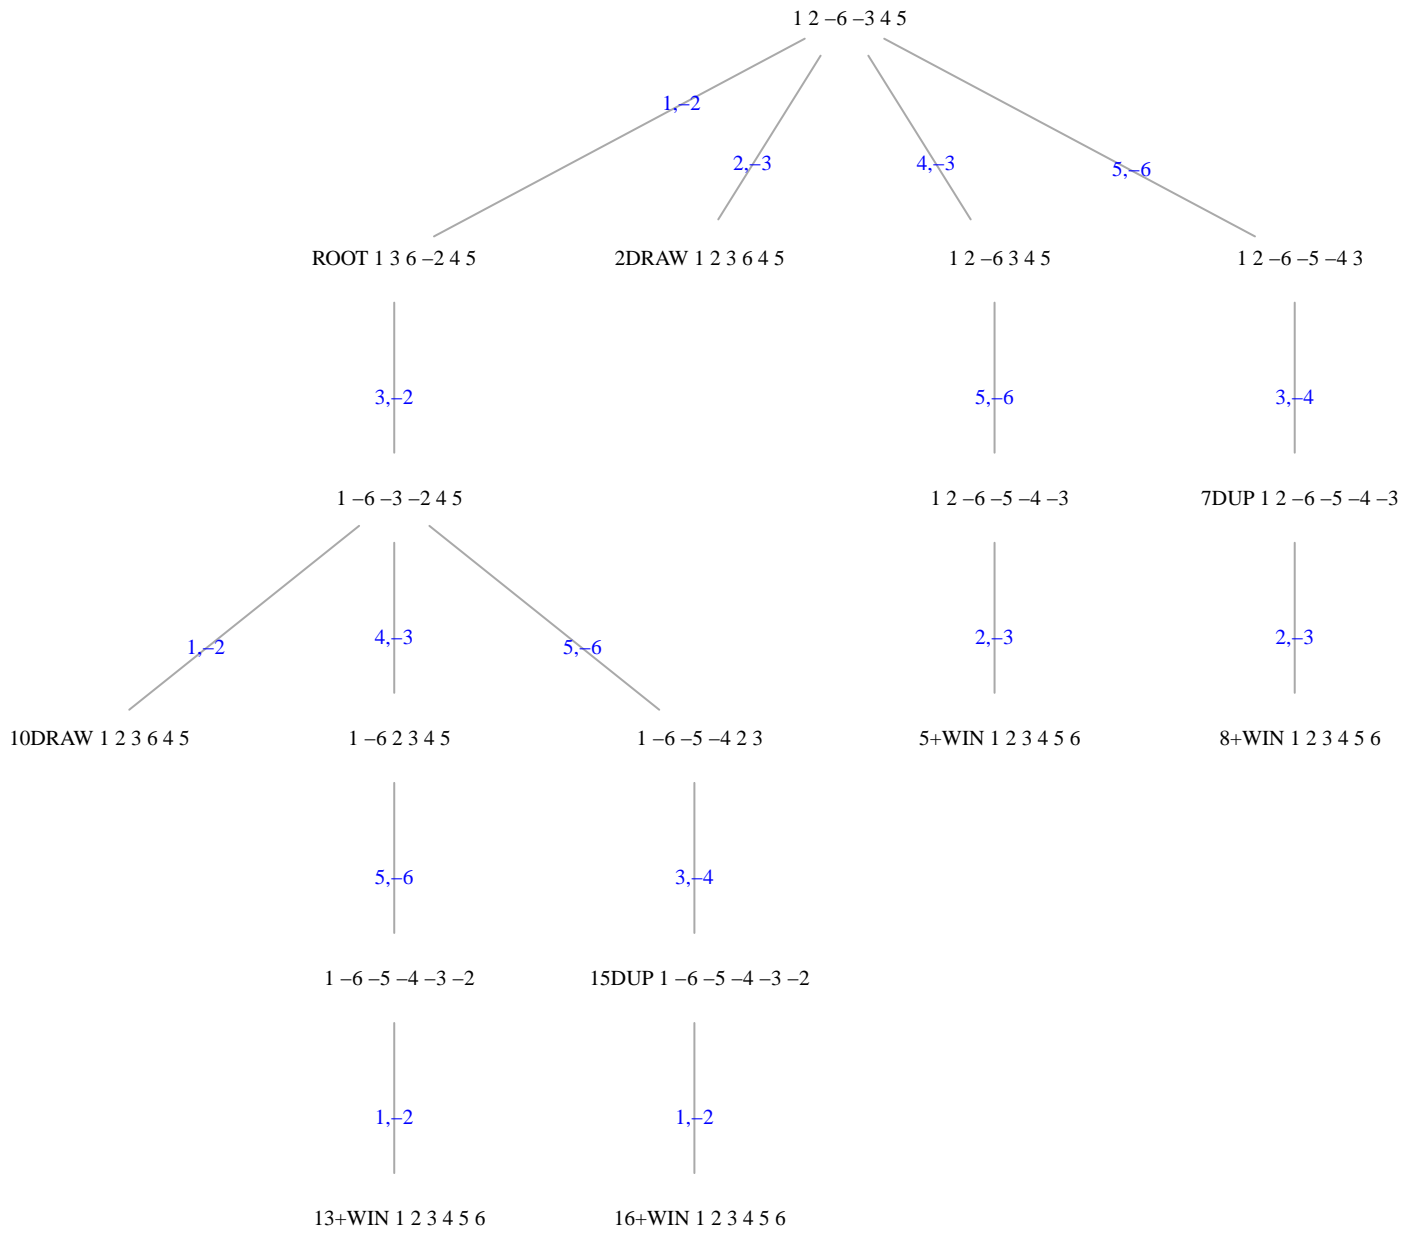 1 2 –6 –3 4 5
1,–2
2,–3
4,–3
5,–6
ROOT 1 3 6 –2 4 5
2DRAW 1 2 3 6 4 5
1 2 –6 3 4 5
1 2 –6 –5 –4 3
3,–2
5,–6
3,–4
1 –6 –3 –2 4 5
1 2 –6 –5 –4 –3
7DUP 1 2 –6 –5 –4 –3
1,–2
4,–3
5,–6
2,–3
2,–3
10DRAW 1 2 3 6 4 5
1 –6 2 3 4 5
1 –6 –5 –4 2 3
5+WIN 1 2 3 4 5 6
8+WIN 1 2 3 4 5 6
5,–6
3,–4
1 –6 –5 –4 –3 –2
15DUP 1 –6 –5 –4 –3 –2
1,–2
1,–2
13+WIN 1 2 3 4 5 6
16+WIN 1 2 3 4 5 6